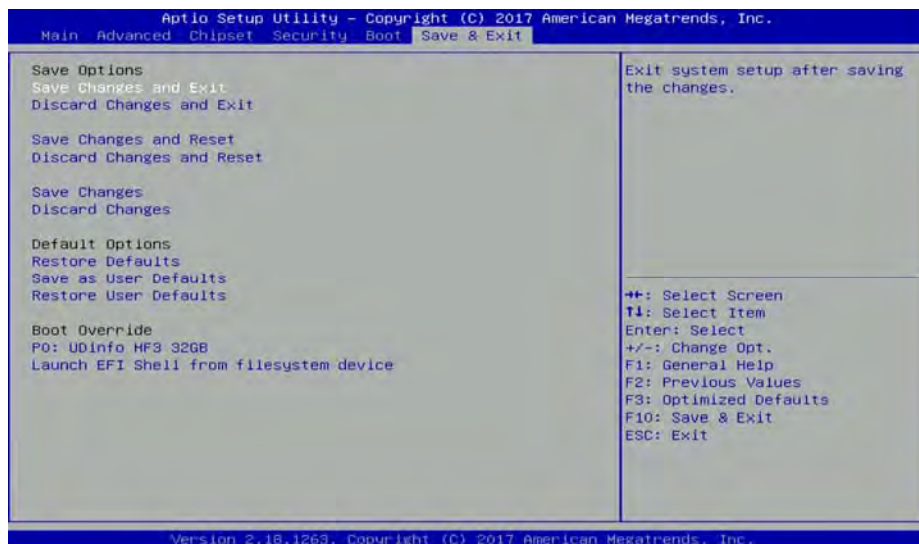 Aptio Setup Utility – Copyright (C) 2017 American Megatrends, Inc.
Main Advanced Chipset Security Boot Save & Exit
Save Options
Save Changes and Exit
Discard Changes and Exit
Save Changes and Reset
Discard Changes and Reset
Save Changes
Discard Changes
Default Options
Restore Defaults
Save as User Defaults
Restore User Defaults
Boot Override
P0: UDinfo HF3 32GB
Launch EFI Shell from filesystem device
Exit system setup after saving
the changes.
→←: Select Screen
↑↓: Select Item
Enter: Select
+/-: Change Opt.
F1: General Help
F2: Previous Values
F3: Optimized Defaults
F10: Save & Exit
ESC: Exit
Version 2.18.1263. Copyright (C) 2017 American Megatrends, Inc.